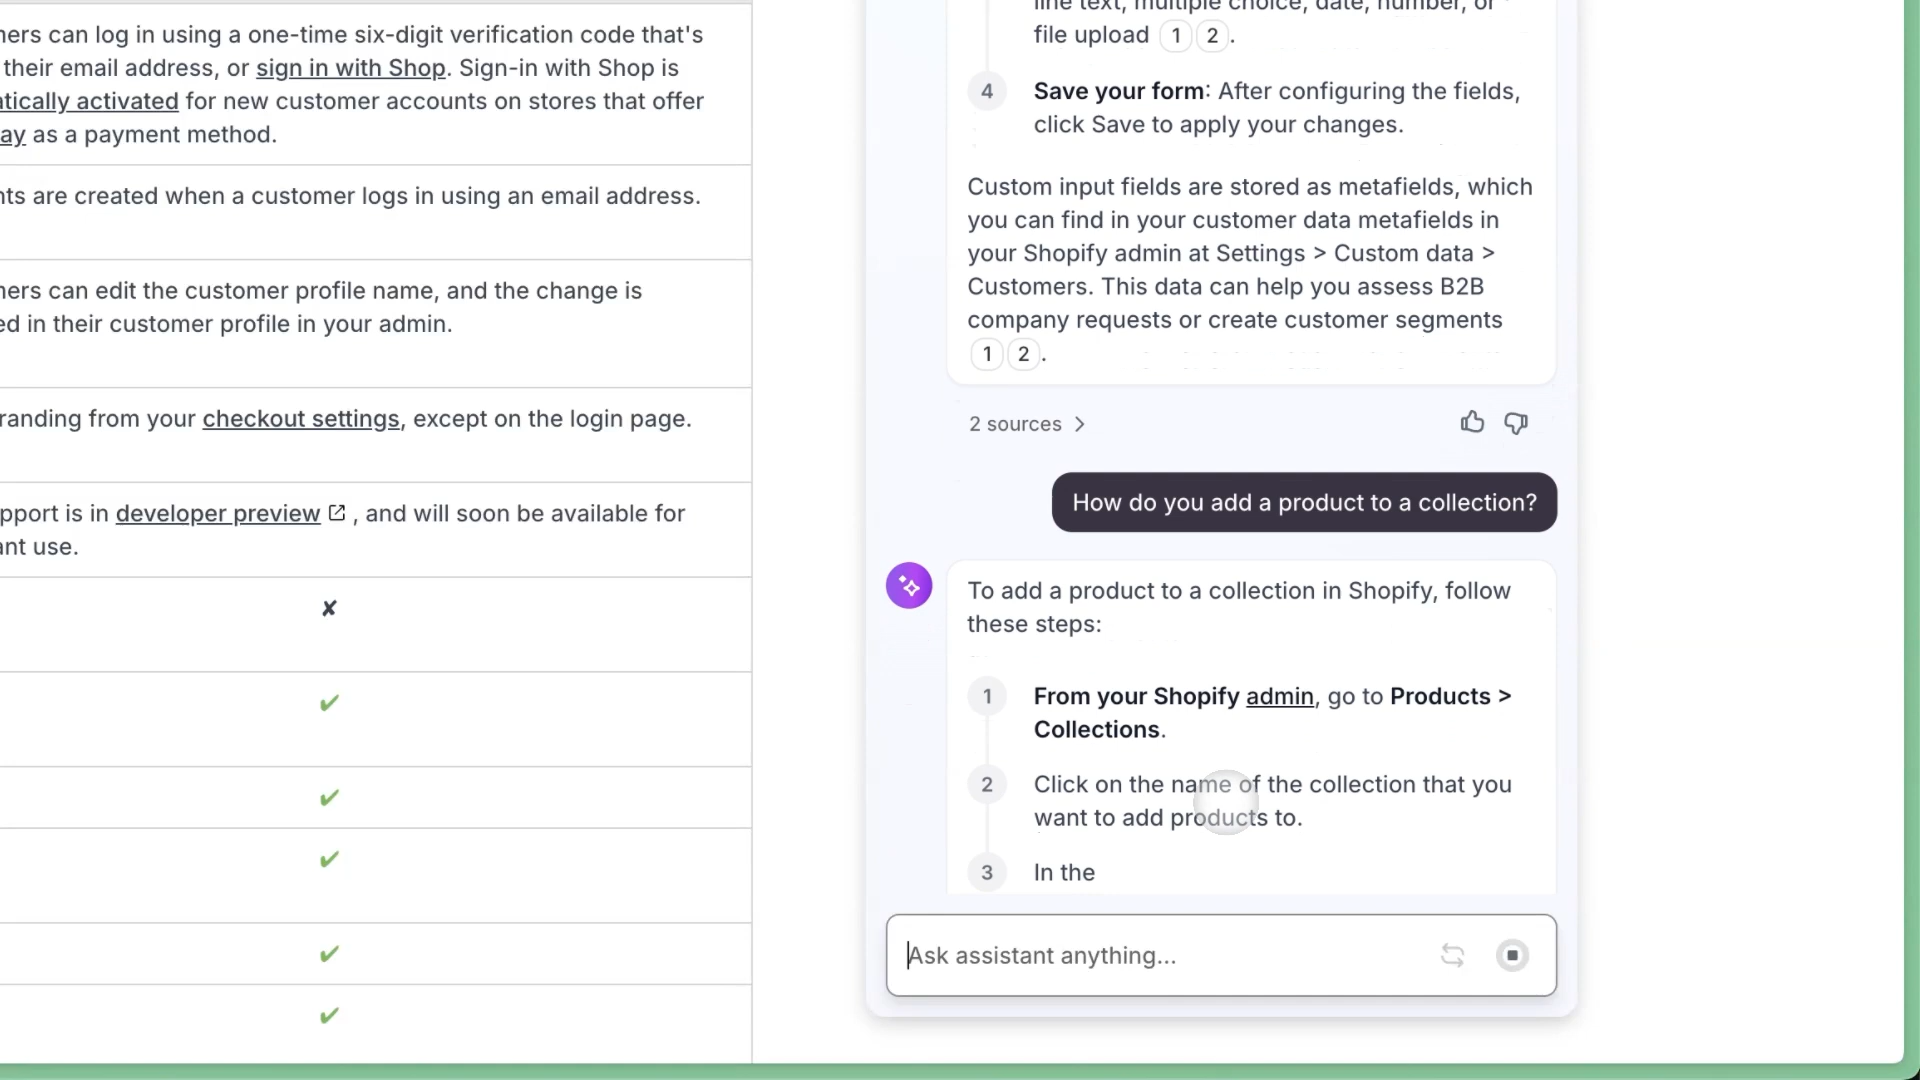 ners can log in using a one-time six-digit verification code that's
their email address, or sign in with Shop. Sign-in with Shop is
atically activated for new customer accounts on stores that offer
ay as a payment method.
nts are created when a customer logs in using an email address.
ners can edit the customer profile name, and the change is
ed in their customer profile in your admin.
randing from your checkout settings, except on the login page.
pport is in developer preview , and will soon be available for
ant use.
✘
✔
✔
✔
✔
✔
line text, multiple choice, date, number, or
file upload 1 2 .
4 Save your form: After configuring the fields,
click Save to apply your changes.
Custom input fields are stored as metafields, which
you can find in your customer data metafields in
your Shopify admin at Settings > Custom data >
Customers. This data can help you assess B2B
company requests or create customer segments
1 2 .
2 sources >
How do you add a product to a collection?
To add a product to a collection in Shopify, follow
these steps:
1 From your Shopify admin, go to Products >
Collections.
2 Click on the name of the collection that you
want to add products to.
3 In the
Ask assistant anything...